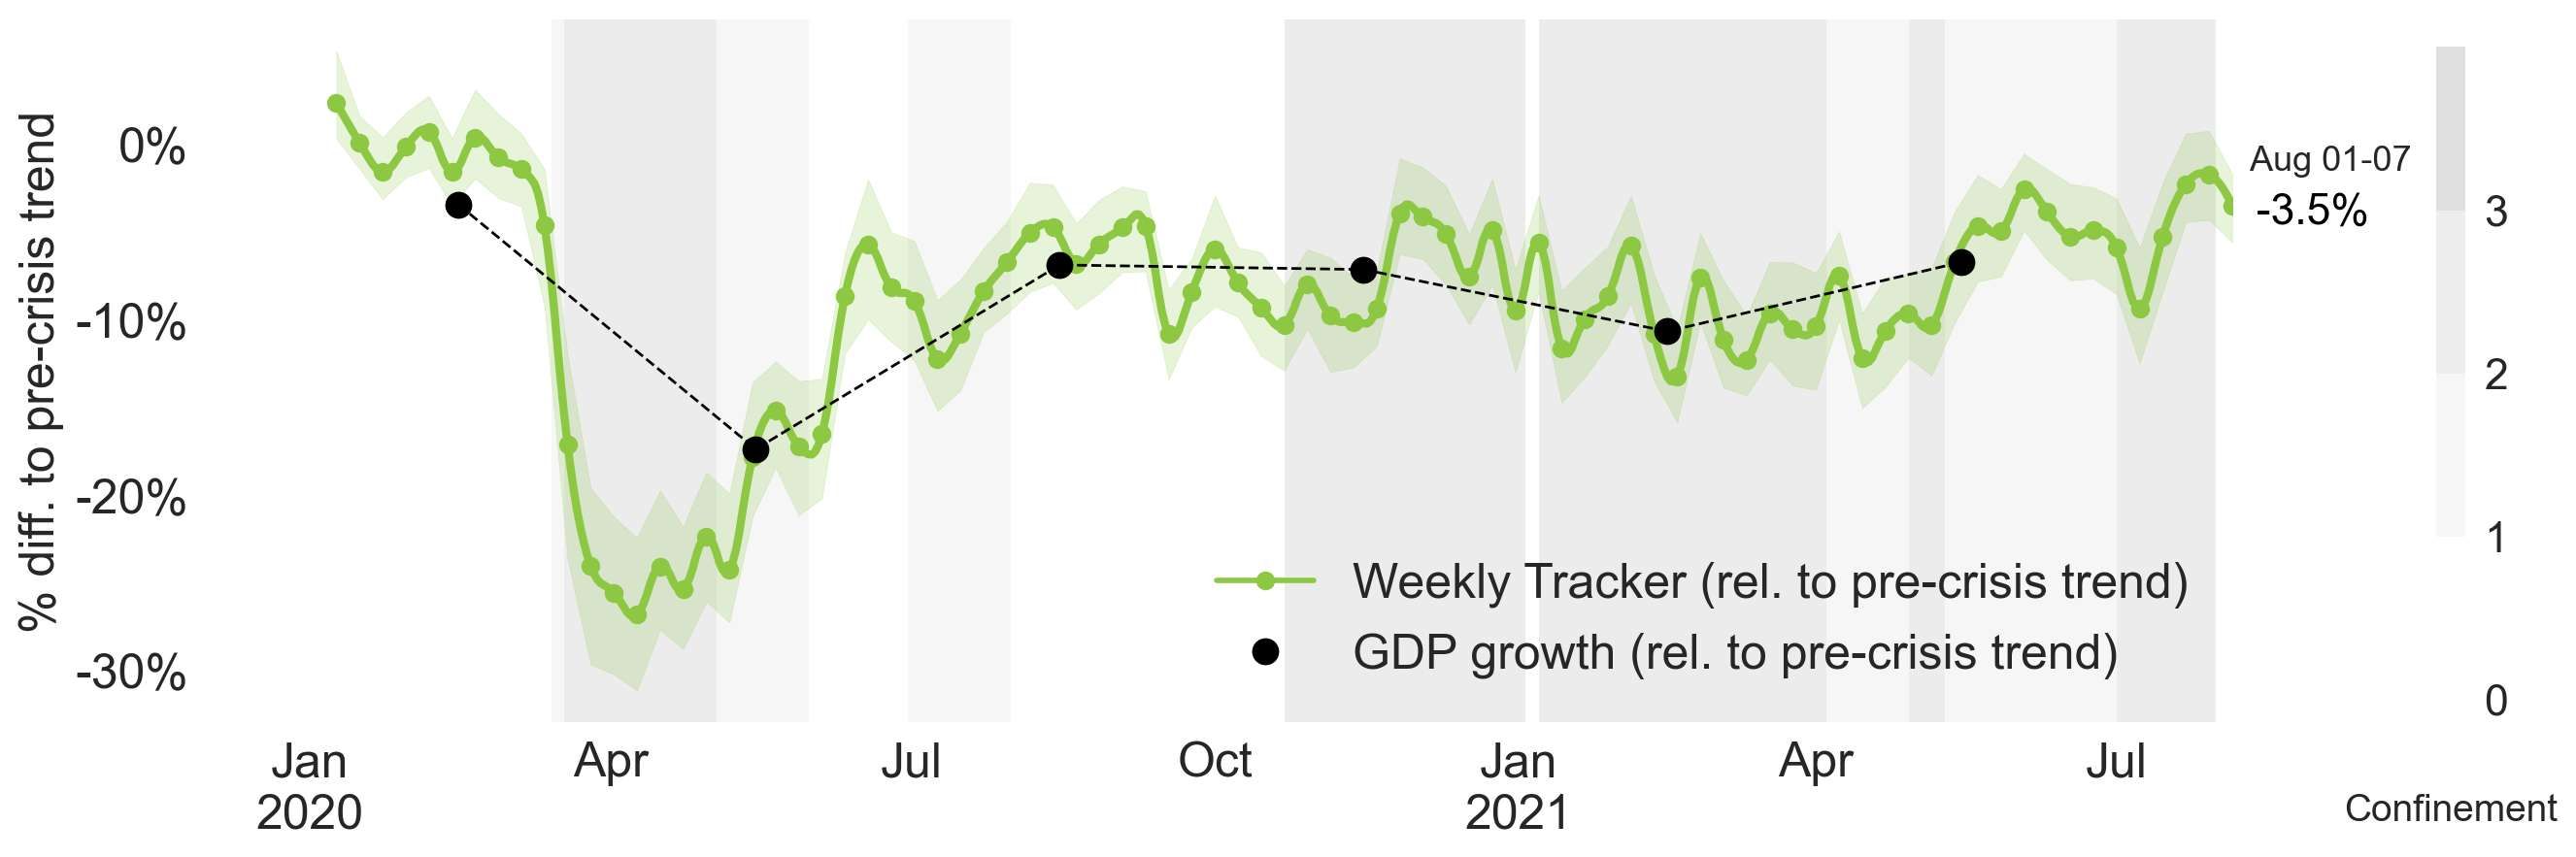 % diff. to pre-crisis trend
0%
-10%
-20%
-30%
Aug 01-07
-3.5%
Weekly Tracker (rel. to pre-crisis trend)
GDP growth (rel. to pre-crisis trend)
3
2
1
0
Jan
2020
Apr
Jul
Oct
Jan
2021
Apr
Jul
Confinement